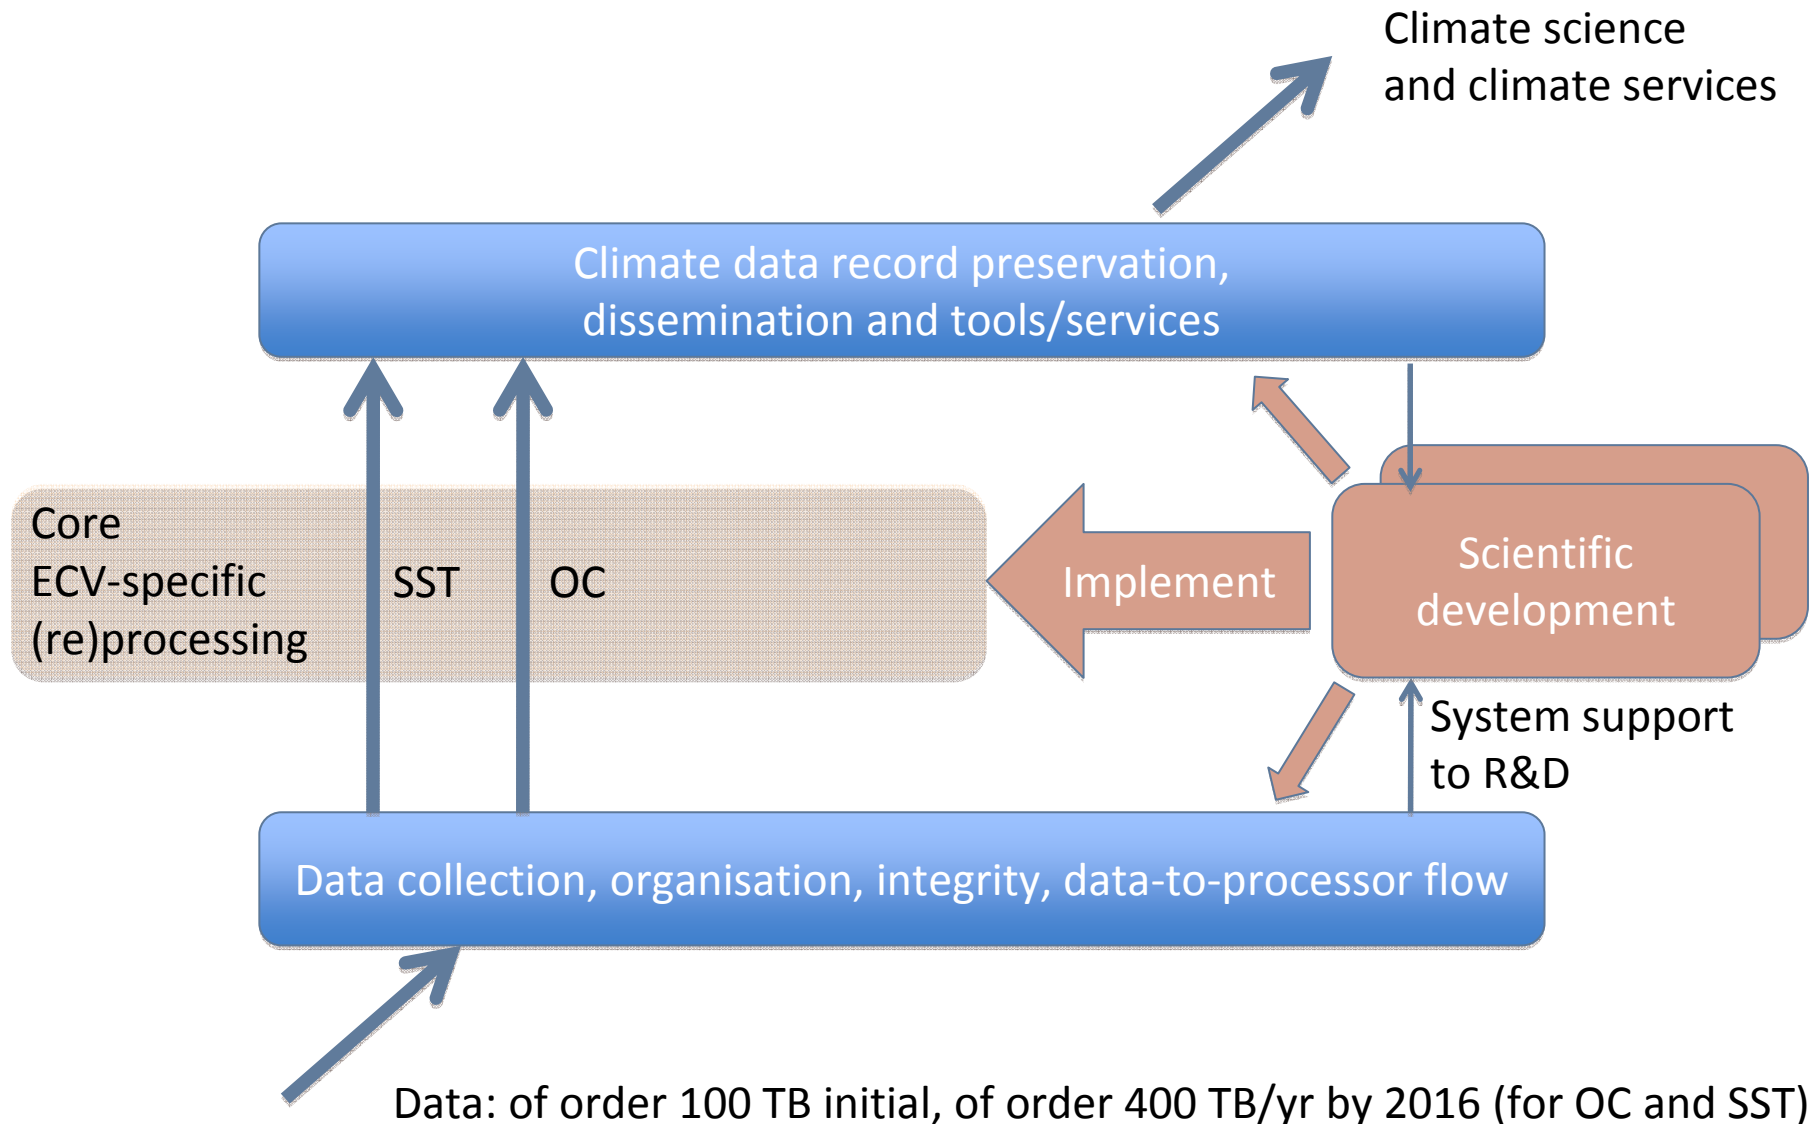 Climate science
and climate services
Climate data record preservation,
dissemination and tools/services
Core
ECV-specific
(re)processing
SST
OC
Implement
Scientific
development
System support
to R&D
Data collection, organisation, integrity, data-to-processor flow
Data: of order 100 TB initial, of order 400 TB/yr by 2016 (for OC and SST)